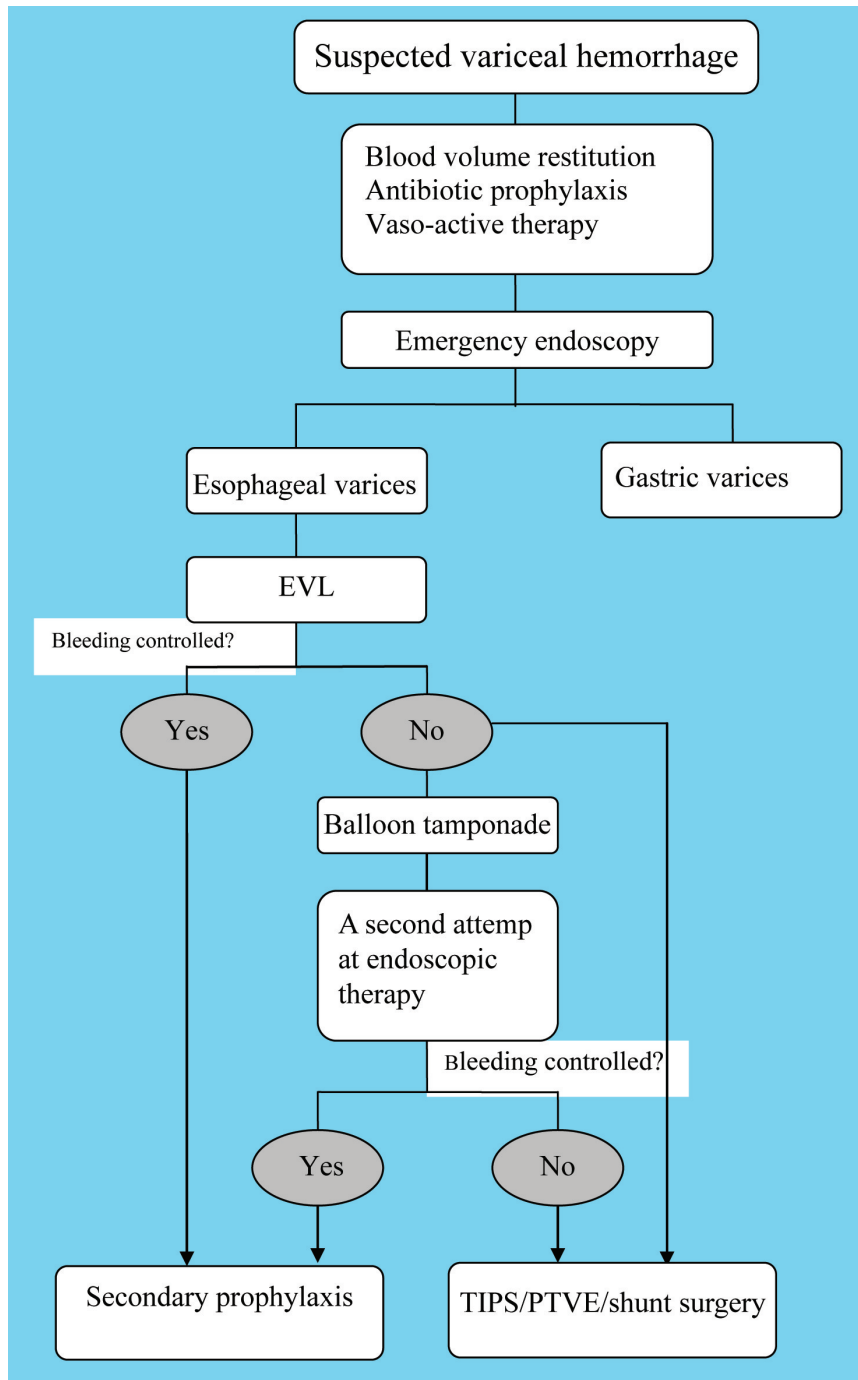 Suspected variceal hemorrhage
Blood volume restitution
Antibiotic prophylaxis
Vaso-active therapy
Emergency endoscopy
Esophageal varices
Gastric varices
EVL
Bleeding controlled?
Yes
No
Balloon tamponade
A second attemp
at endoscopic
therapy
Bleeding controlled?
Yes
No
Secondary prophylaxis
TIPS/PTVE/shunt surgery